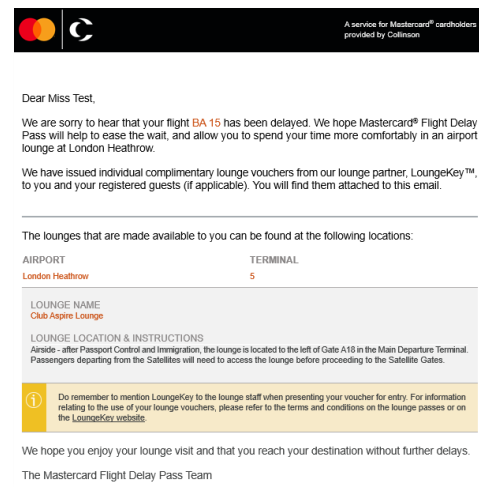 A service for Mastercard® cardholders
provided by Collinson
Dear Miss Test,
We are sorry to hear that your flight BA 15 has been delayed. We hope Mastercard® Flight Delay
Pass will help to ease the wait, and allow you to spend your time more comfortably in an airport
lounge at London Heathrow.
We have issued individual complimentary lounge vouchers from our lounge partner, LoungeKey™,
to you and your registered guests (if applicable). You will find them attached to this email.
The lounges that are made available to you can be found at the following locations:
AIRPORT TERMINAL
London Heathrow 5
LOUNGE NAME
Club Aspire Lounge
LOUNGE LOCATION & INSTRUCTIONS
Airside - after Passport Control and Immigration, the lounge is located to the left of Gate A18 in the Main Departure Terminal.
Passengers departing from the Satellites will need to access the lounge before proceeding to the Satellite Gates.
Do remember to mention LoungeKey to the lounge staff when presenting your voucher for entry. For information
relating to the use of your lounge vouchers, please refer to the terms and conditions on the lounge passes or on
the LoungeKey website.
We hope you enjoy your lounge visit and that you reach your destination without further delays.
The Mastercard Flight Delay Pass Team